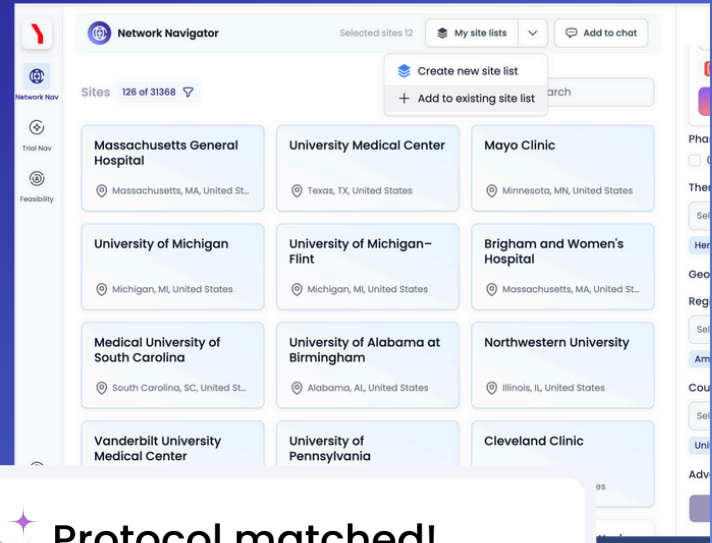 Network Navigator
Selected sites 12
My site lists
Add to chat
Create new site list
Add to existing site list
Network Nav
Trial Nav
Feasibility
Sites 126 of 31368
Massachusetts General
Hospital
Massachusetts, MA, United St...
University Medical Center
Texas, TX, United States
Mayo Clinic
Minnesota, MN, United States
University of Michigan
Michigan, MI, United States
University of Michigan–
Flint
Michigan, MI, United States
Brigham and Women's
Hospital
Massachusetts, MA, United St...
Medical University of
South Carolina
South Carolina, SC, United St...
University of Alabama at
Birmingham
Alabama, AL, United States
Northwestern University
Illinois, IL, United States
Vanderbilt University
Medical Center
University of
Pennsylvania
Cleveland Clinic
Protocol matched!